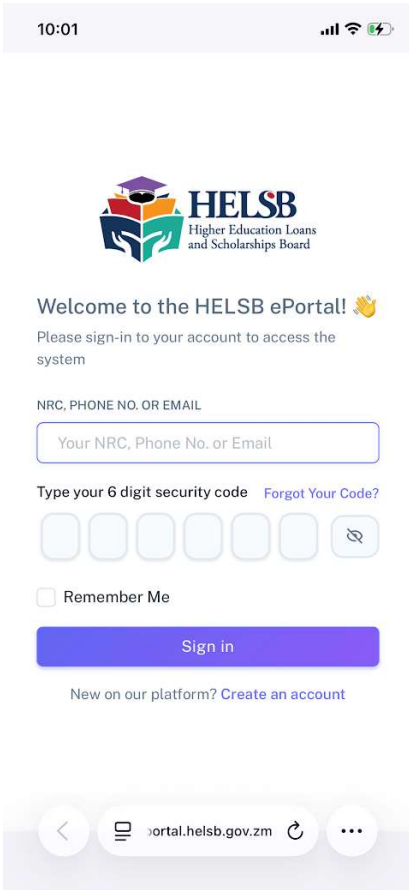 10:01
HELSB
Higher Education Loans
and Scholarships Board
Welcome to the HELSB ePortal! 👋
Please sign-in to your account to access the
system
NRC, PHONE NO. OR EMAIL
Your NRC, Phone No. or Email
Type your 6 digit security code Forgot Your Code?
Remember Me
Sign in
New on our platform? Create an account
ortal.helsb.gov.zm